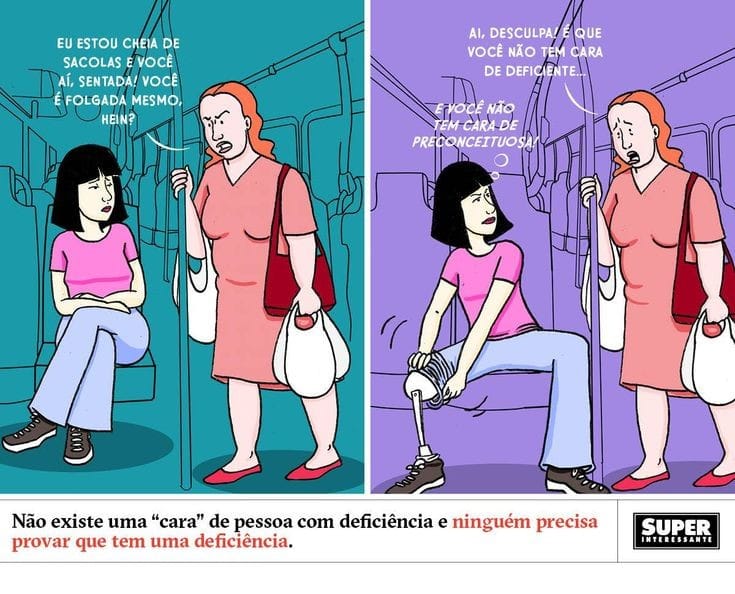 EU ESTOU CHEIA DE
SACOLAS E VOCÊ
AÍ, SENTADA! VOCÊ
É FOLGADA MESMO,
HEIN?
AI, DESCULPA! É QUE
VOCÊ NÃO TEM CARA
DE DEFICIENTE...
E VOCÊ NÃO
TEM CARA DE
PRECONCEITUOSA!
Não existe uma “cara” de pessoa com deficiência e ninguém precisa
provar que tem uma deficiência.
SUPER
INTERESSANTE